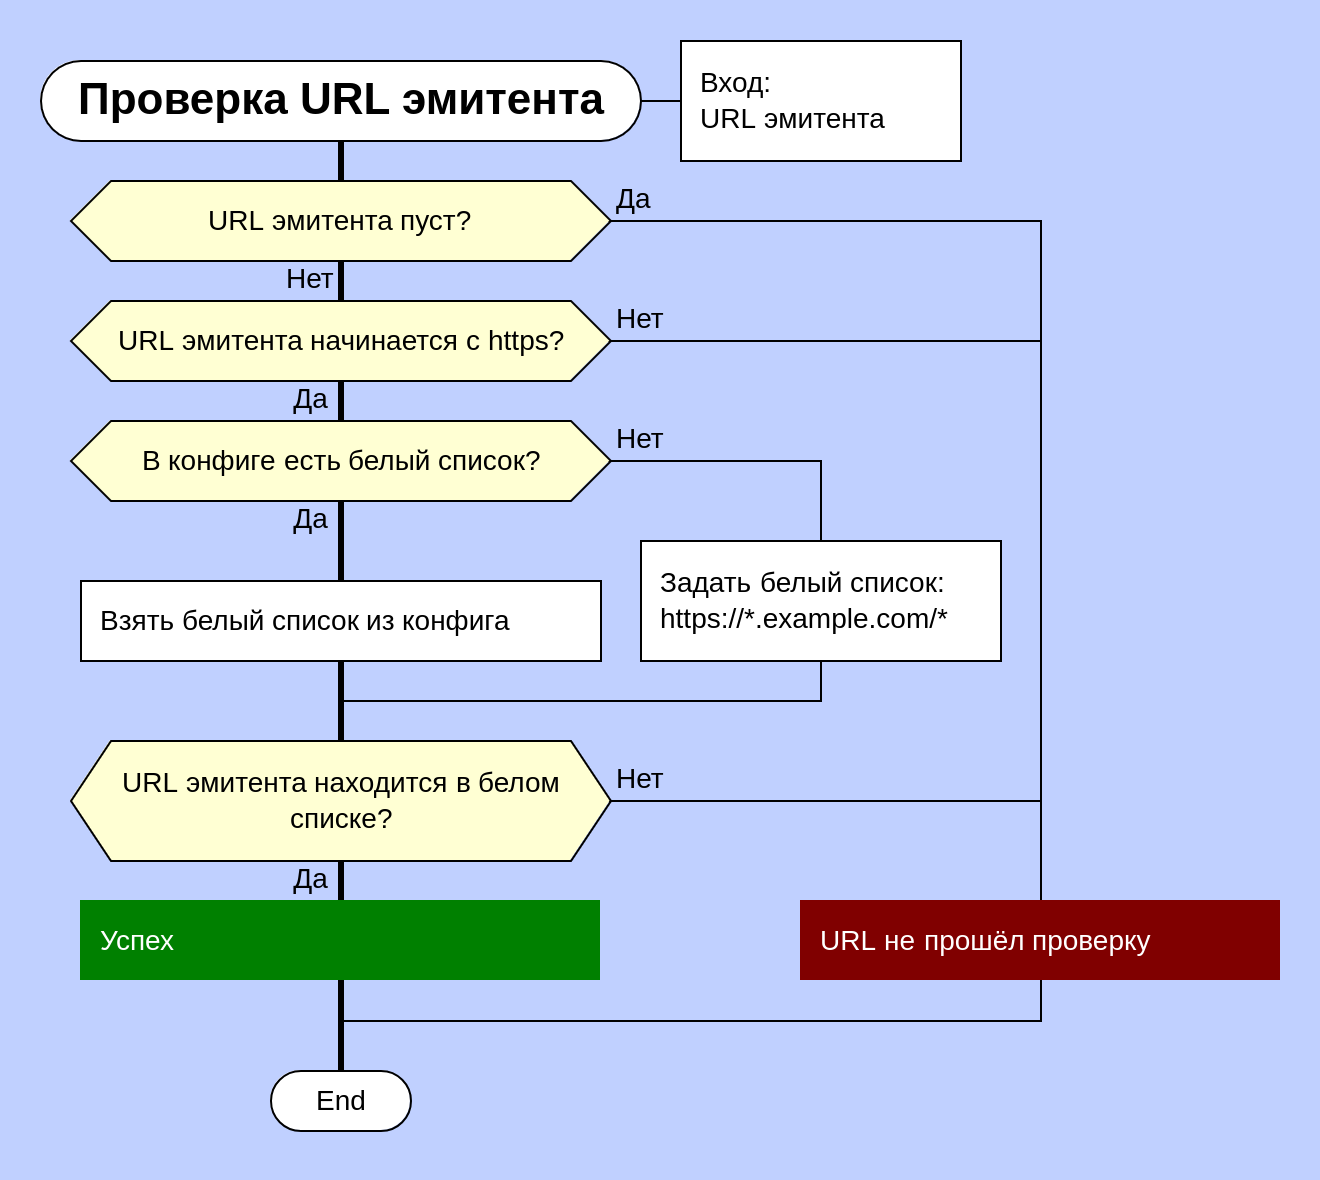 Проверка URL эмитента
Вход:
URL эмитента
URL эмитента пуст?
Да
Нет
URL эмитента начинается с https?
Нет
Да
В конфиге есть белый список?
Нет
Да
Взять белый список из конфига
Задать белый список:
https://*.example.com/*
URL эмитента находится в белом
списке?
Нет
Да
Успех
URL не прошёл проверку
End